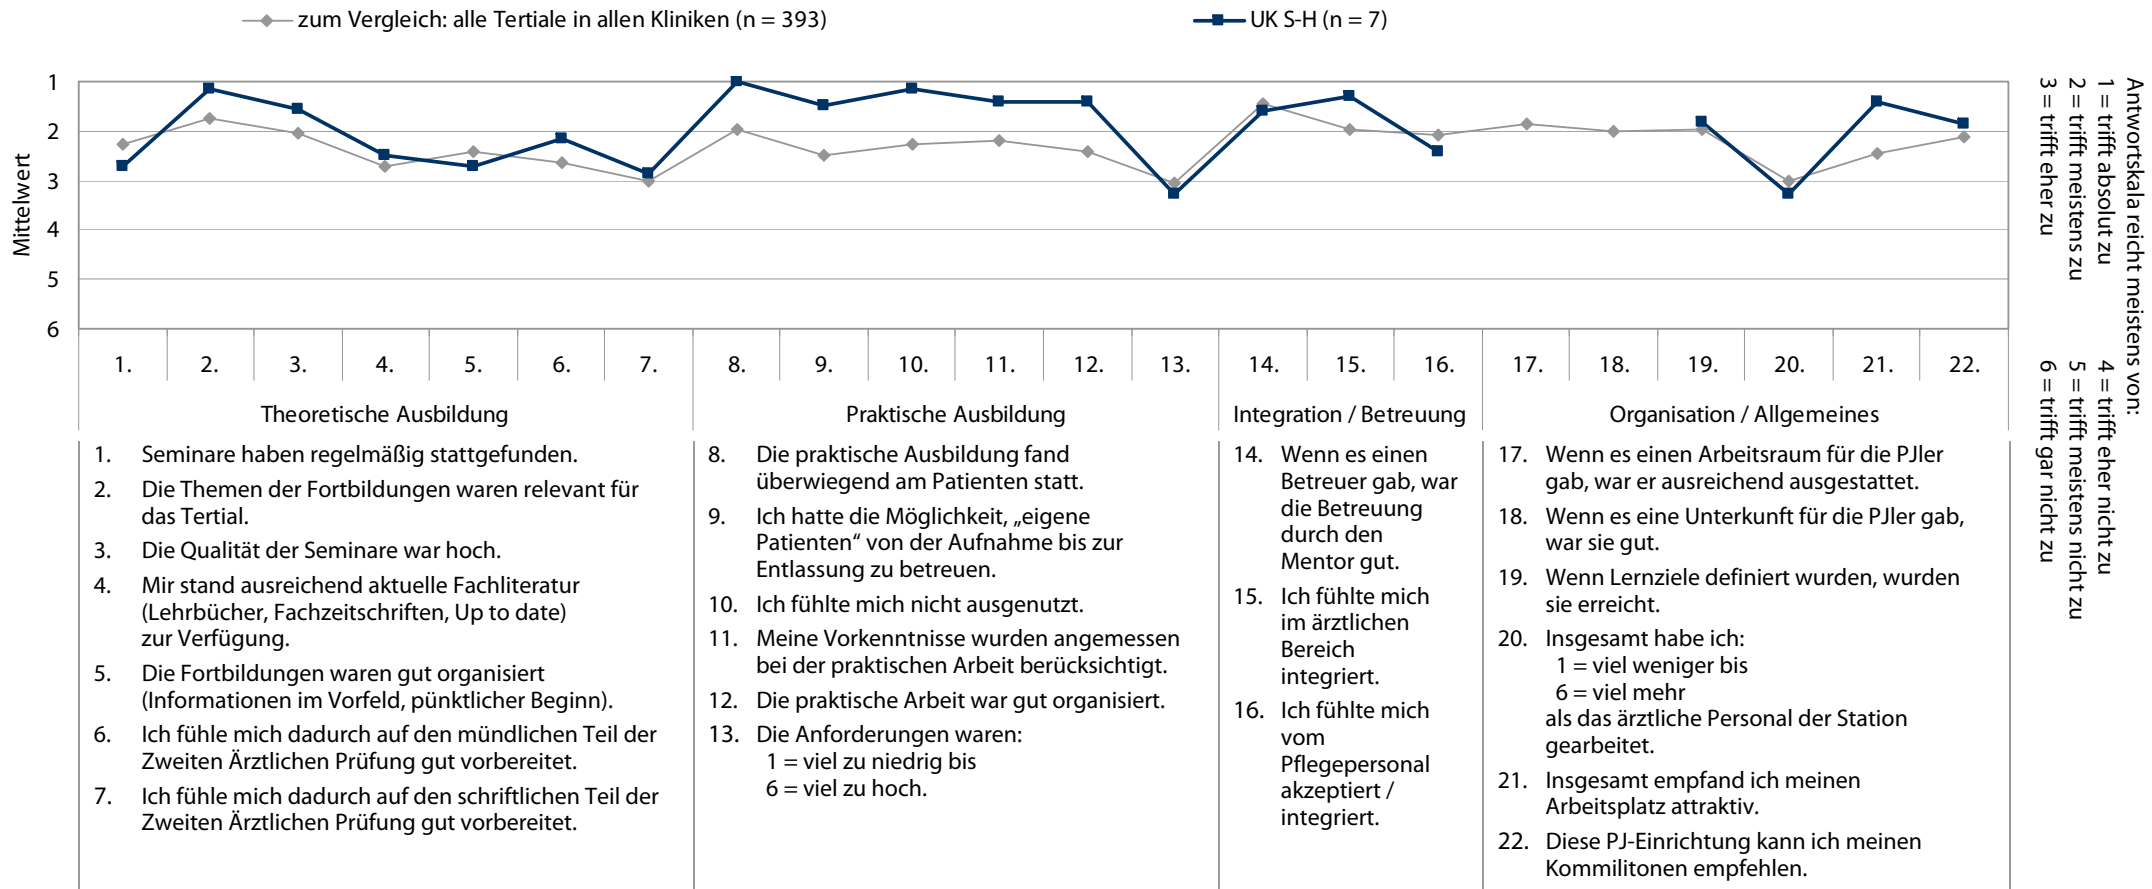 zum Vergleich: alle Tertiale in allen Kliniken (n = 393)
UK S-H (n = 7)
Mittelwert
1
2
3
4
5
6
1. 2. 3. 4. 5. 6. 7. 8. 9. 10. 11. 12. 13. 14. 15. 16. 17. 18. 19. 20. 21. 22.
Theoretische Ausbildung
Praktische Ausbildung
Integration / Betreuung
Organisation / Allgemeines
1. Seminare haben regelmäßig stattgefunden.
2. Die Themen der Fortbildungen waren relevant für
das Tertial.
3. Die Qualität der Seminare war hoch.
4. Mir stand ausreichend aktuelle Fachliteratur
(Lehrbücher, Fachzeitschriften, Up to date)
zur Verfügung.
5. Die Fortbildungen waren gut organisiert
(Informationen im Vorfeld, pünktlicher Beginn).
6. Ich fühle mich dadurch auf den mündlichen Teil der
Zweiten Ärztlichen Prüfung gut vorbereitet.
7. Ich fühle mich dadurch auf den schriftlichen Teil der
Zweiten Ärztlichen Prüfung gut vorbereitet.
8. Die praktische Ausbildung fand
überwiegend am Patienten statt.
9. Ich hatte die Möglichkeit, „eigene
Patienten“ von der Aufnahme bis zur
Entlassung zu betreuen.
10. Ich fühlte mich nicht ausgenutzt.
11. Meine Vorkenntnisse wurden angemessen
bei der praktischen Arbeit berücksichtigt.
12. Die praktische Arbeit war gut organisiert.
13. Die Anforderungen waren:
1 = viel zu niedrig bis
6 = viel zu hoch.
14. Wenn es einen
Betreuer gab, war
die Betreuung
durch den
Mentor gut.
15. Ich fühlte mich
im ärztlichen
Bereich
integriert.
16. Ich fühlte mich
vom
Pflegepersonal
akzeptiert /
integriert.
17. Wenn es einen Arbeitsraum für die PJler
gab, war er ausreichend ausgestattet.
18. Wenn es eine Unterkunft für die PJler gab,
war sie gut.
19. Wenn Lernziele definiert wurden, wurden
sie erreicht.
20. Insgesamt habe ich:
1 = viel weniger bis
6 = viel mehr
als das ärztliche Personal der Station
gearbeitet.
21. Insgesamt empfand ich meinen
Arbeitsplatz attraktiv.
22. Diese PJ-Einrichtung kann ich meinen
Kommilitonen empfehlen.
Antwortskala reicht meistens von:
1 = trifft absolut zu
2 = trifft meistens zu
3 = trifft eher zu
4 = trifft eher nicht zu
5 = trifft meistens nicht zu
6 = trifft gar nicht zu